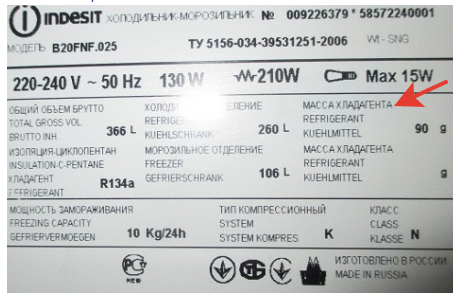 INDESIT ХОЛОДИЛЬНИК-МОРОЗИЛЬНИК № 009226379 * 58572240001
МОДЕЛЬ B20FNF.025 ТУ 5156-034-39531251-2006 Wt - SNG
220-240 V ~ 50 Hz 130 W 210W Max 15W
ОБЩИЙ ОБЪЕМ БРУТТО ХОЛОДИ ДЕЛЕНИЕ МАССА ХЛАДАГЕНТА
TOTAL GROSS VOL. REFRIGE REFRIGERANT
BRUTTO INH. 366 L KUEHLSCHRANK 260 L KUEHLMITTEL 90 g
ИЗОЛЯЦИЯ-ЦИКЛОПЕНТАН МОРОЗИЛЬНОЕ ОТДЕЛЕНИЕ МАССА ХЛАДАГЕНТА
INSULATION-C-PENTANE FREEZER REFRIGERANT
ХЛАДАГЕНТ R134a GEFRIERSCHRANK 106 L KUEHLMITTEL g
REFRIGERANT
МОЩНОСТЬ ЗАМОРАЖИВАНИЯ ТИП КОМПРЕССИОННЫЙ КЛАСС
FREEZING CAPACITY SYSTEM CLASS
GEFRIERVERMOEGEN 10 Kg/24h SYSTEM KOMPRES K KLASSE N
ИЗГОТОВЛЕНО В РОССИИ
MADE IN RUSSIA